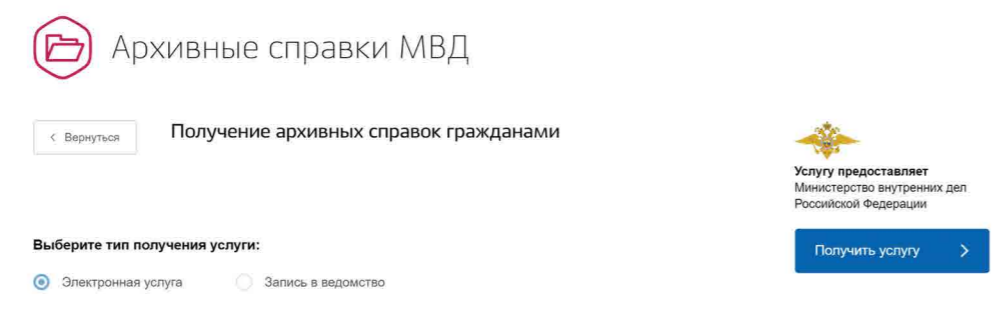 Архивные справки МВД
Вернуться
Получение архивных справок гражданами
Услугу предоставляет
Министерство внутренних дел
Российской Федерации
Выберите тип получения услуги:
Получить услугу
Электронная услуга
Запись в ведомство